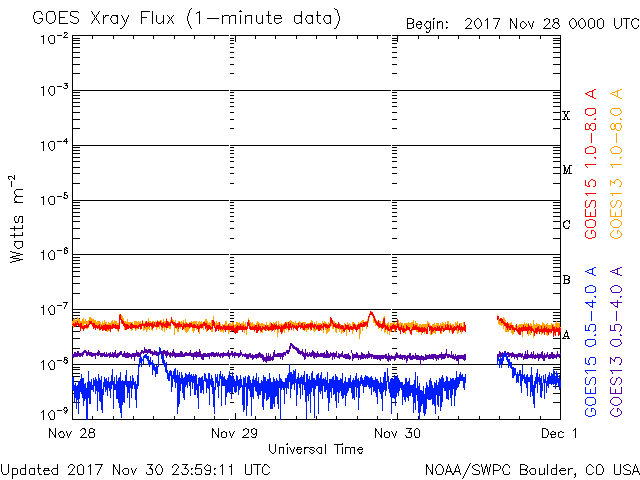 GOES Xray Flux (1-minute data)
Begin: 2017 Nov 28 0000 UTC
10⁻²
10⁻³
10⁻⁴
10⁻⁵
10⁻⁶
10⁻⁷
10⁻⁸
10⁻⁹
Watts m⁻²
X
M
C
B
A
GOES15 1.0-8.0 A
GOES13 1.0-8.0 A
GOES15 0.5-4.0 A
GOES13 0.5-4.0 A
Nov 28
Nov 29
Nov 30
Dec 1
Universal Time
Updated 2017 Nov 30 23:59:11 UTC
NOAA/SWPC Boulder, CO USA